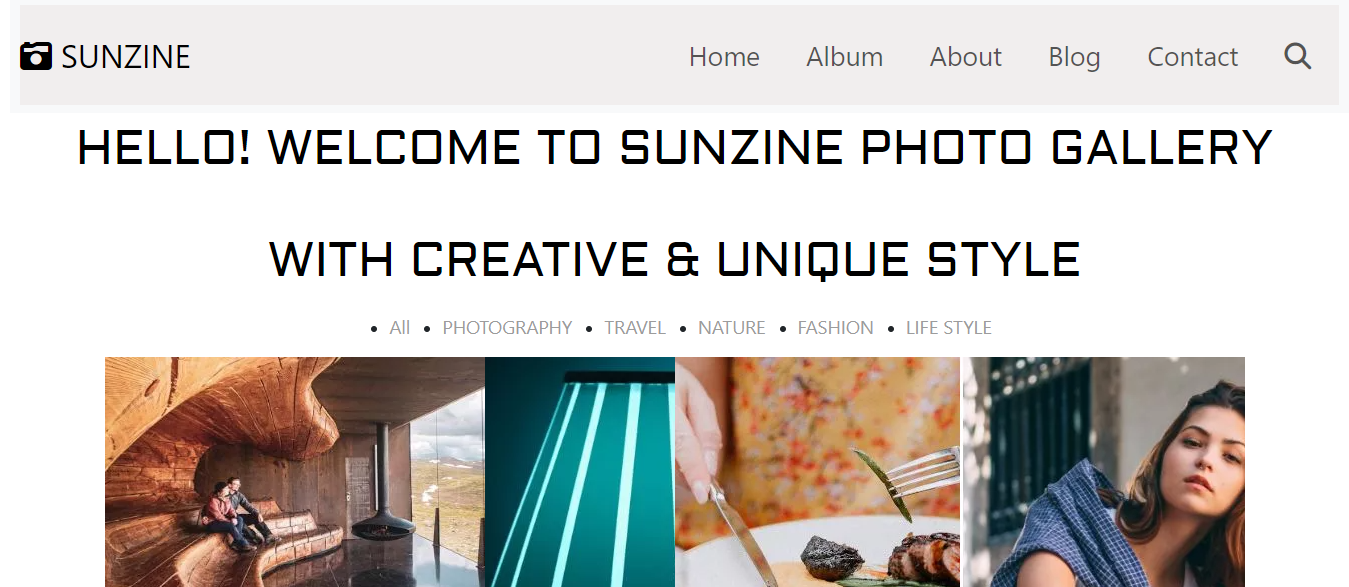 SUNZINE Home Album About Blog Contact
HELLO! WELCOME TO SUNZINE PHOTO GALLERY
WITH CREATIVE & UNIQUE STYLE
• All • PHOTOGRAPHY • TRAVEL • NATURE • FASHION • LIFE STYLE